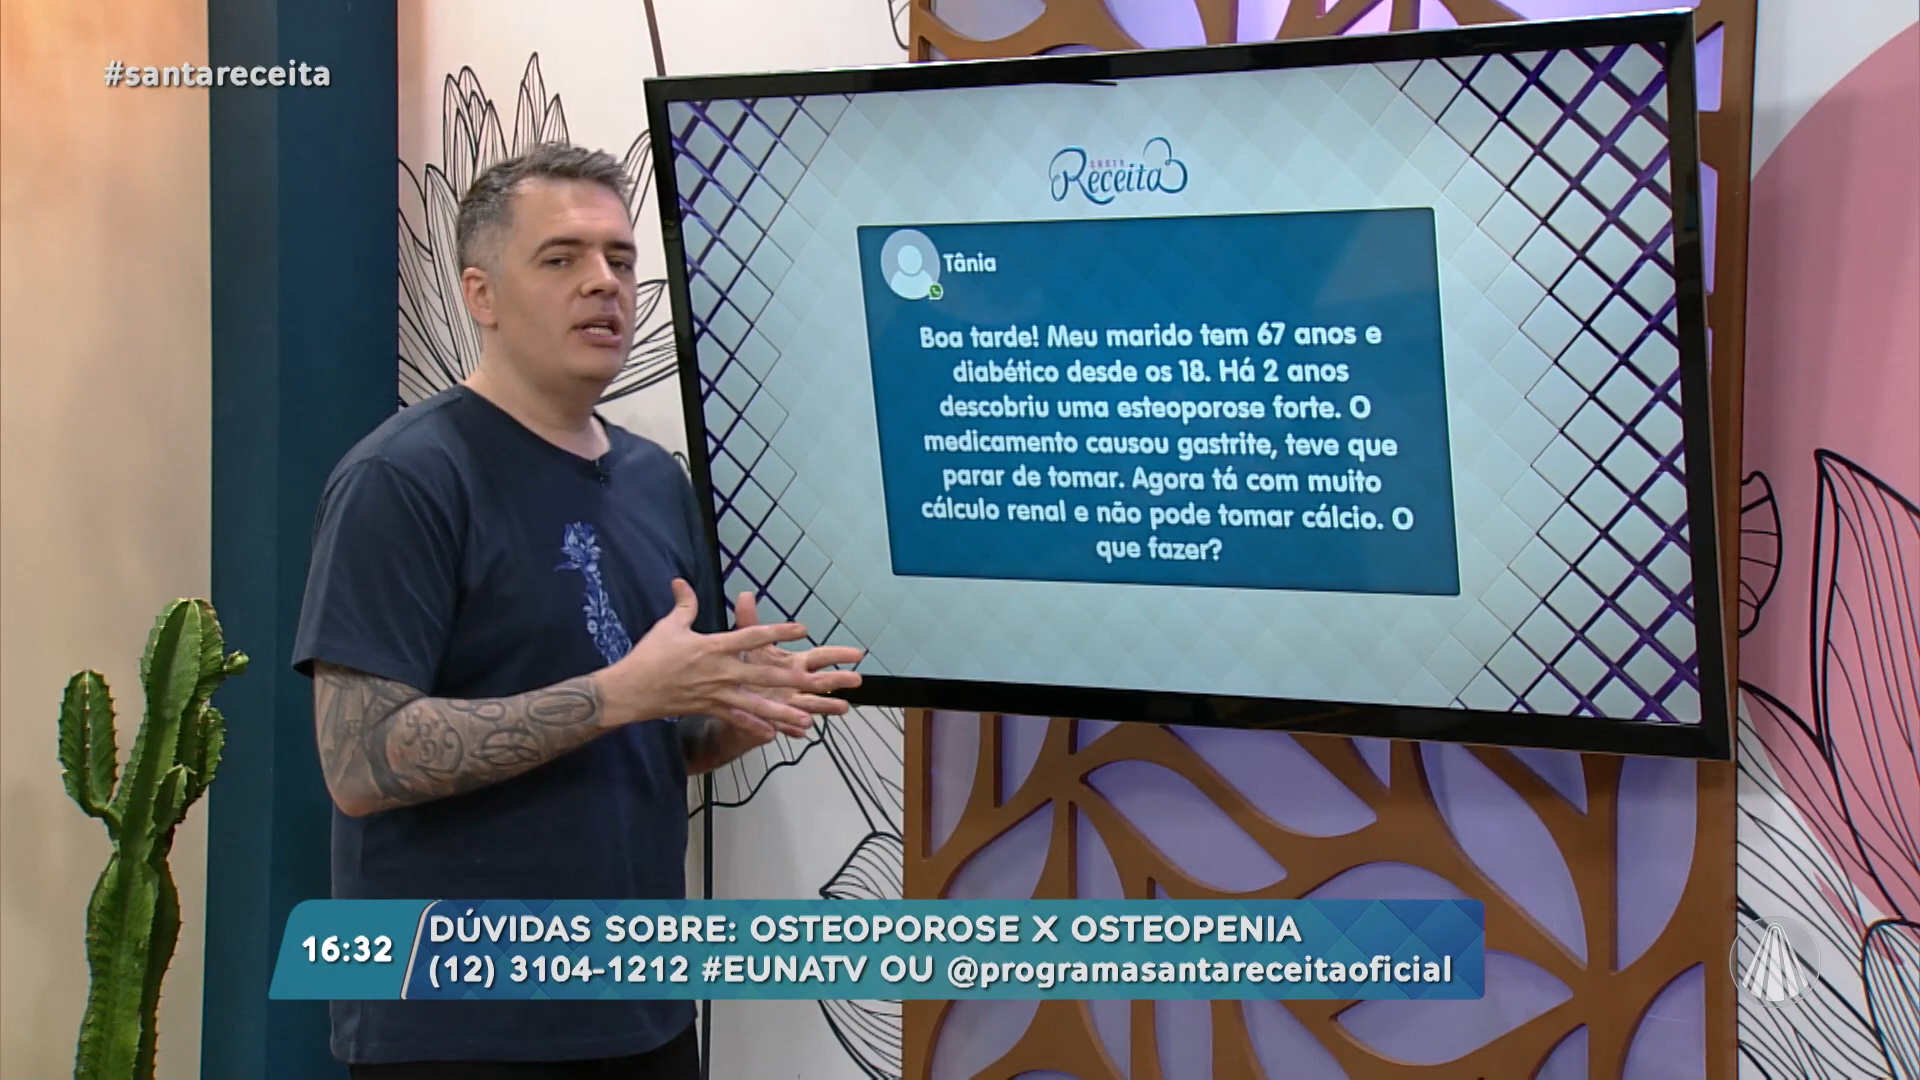 #santareceita
SANTA
Receita
Tânia
Boa tarde! Meu marido tem 67 anos e
diabético desde os 18. Há 2 anos
descobriu uma esteoporose forte. O
medicamento causou gastrite, teve que
parar de tomar. Agora tá com muito
cálculo renal e não pode tomar cálcio. O
que fazer?
16:32
DÚVIDAS SOBRE: OSTEOPOROSE X OSTEOPENIA
(12) 3104-1212 #EUNATV OU @programasantareceitaoficial